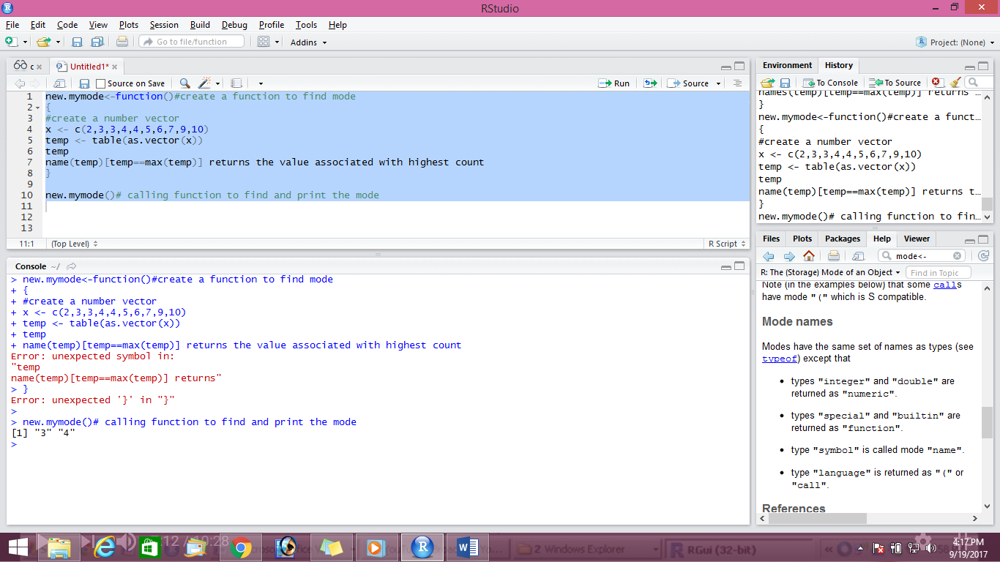 RStudio
File Edit Code View Plots Session Build Debug Profile Tools Help
Go to file/function Addins Project: (None)
c Untitled1*
Source on Save Run Source
1 new.mymode<-function()#create a function to find mode
2 {
3 #create a number vector
4 x <- c(2,3,3,4,4,5,6,7,9,10)
5 temp <- table(as.vector(x))
6 temp
7 name(temp)[temp==max(temp)] returns the value associated with highest count
8 }
9
10 new.mymode()# calling function to find and print the mode
11
12
13
11:1 (Top Level) R Script
Console ~/
> new.mymode<-function()#create a function to find mode
+ {
+ #create a number vector
+ x <- c(2,3,3,4,4,5,6,7,9,10)
+ temp <- table(as.vector(x))
+ temp
+ name(temp)[temp==max(temp)] returns the value associated with highest count
Error: unexpected symbol in:
"temp
name(temp)[temp==max(temp)] returns"
> }
Error: unexpected '}' in "}"
>
> new.mymode()# calling function to find and print the mode
[1] "3" "4"
>
Environment History
To Console To Source
names(temp)[temp==max(temp)] returns …
}
new.mymode<-function()#create a funct…
{
#create a number vector
x <- c(2,3,3,4,4,5,6,7,9,10)
temp <- table(as.vector(x))
temp
name(temp)[temp==max(temp)] returns t…
}
new.mymode()# calling function to fin…
Files Plots Packages Help Viewer
mode<-
R: The (Storage) Mode of an Object Find in Topic
Note (in the examples below) that some calls
have mode "(" which is S compatible.
Mode names
Modes have the same set of names as types (see
typeof) except that
• types "integer" and "double" are
returned as "numeric".
• types "special" and "builtin" are
returned as "function".
• type "symbol" is called mode "name".
• type "language" is returned as "(" or
"call".
References
2 Windows Explorer RGui (32-bit)
4:17 PM
9/19/2017